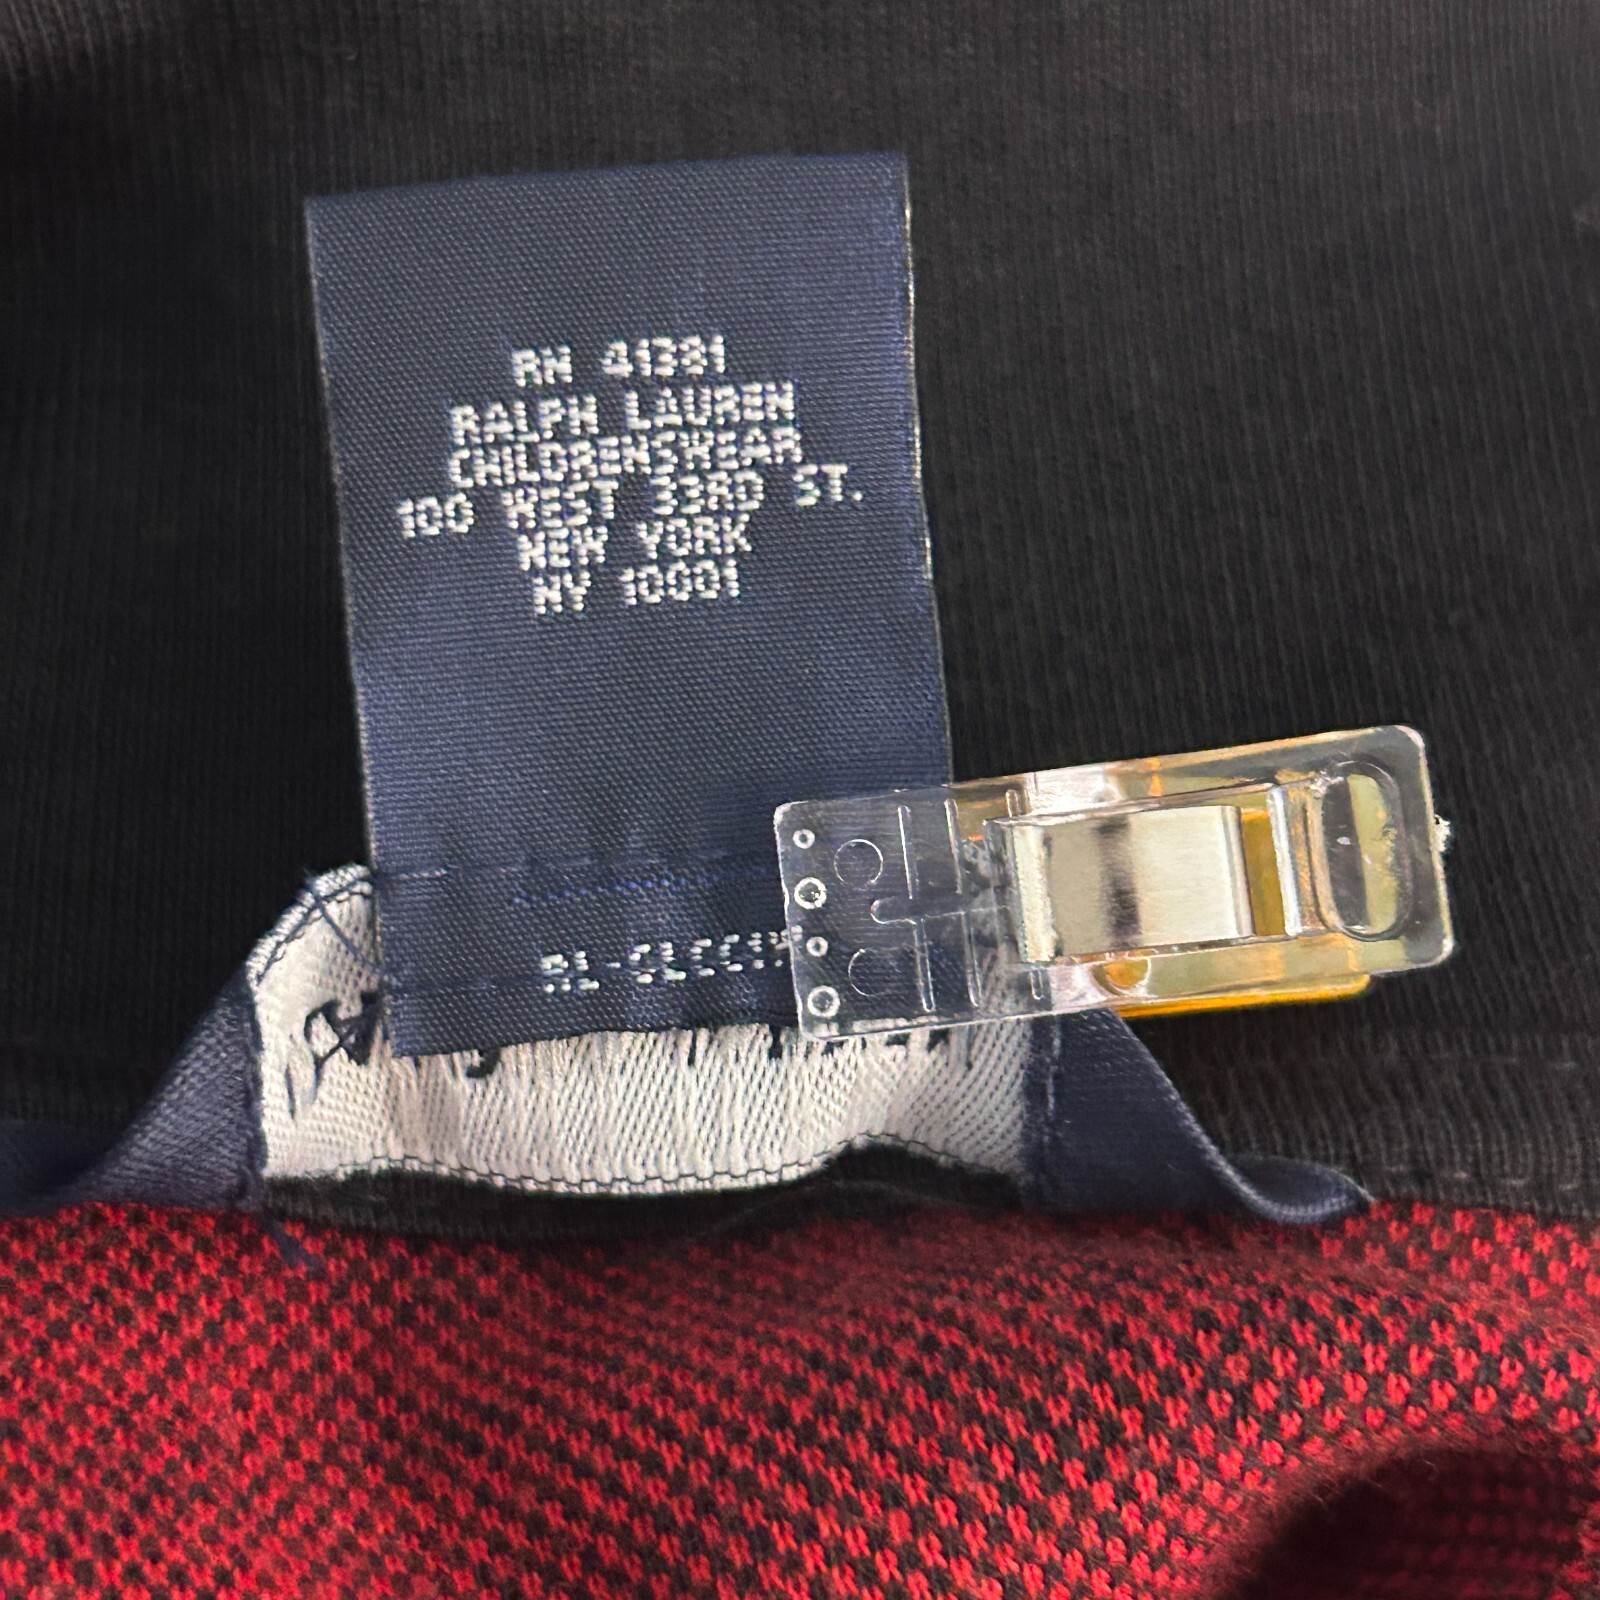 RN 41381
RALPH LAUREN
CHILDRENSWEAR
100 WEST 33RD ST.
NEW YORK
NY 10001